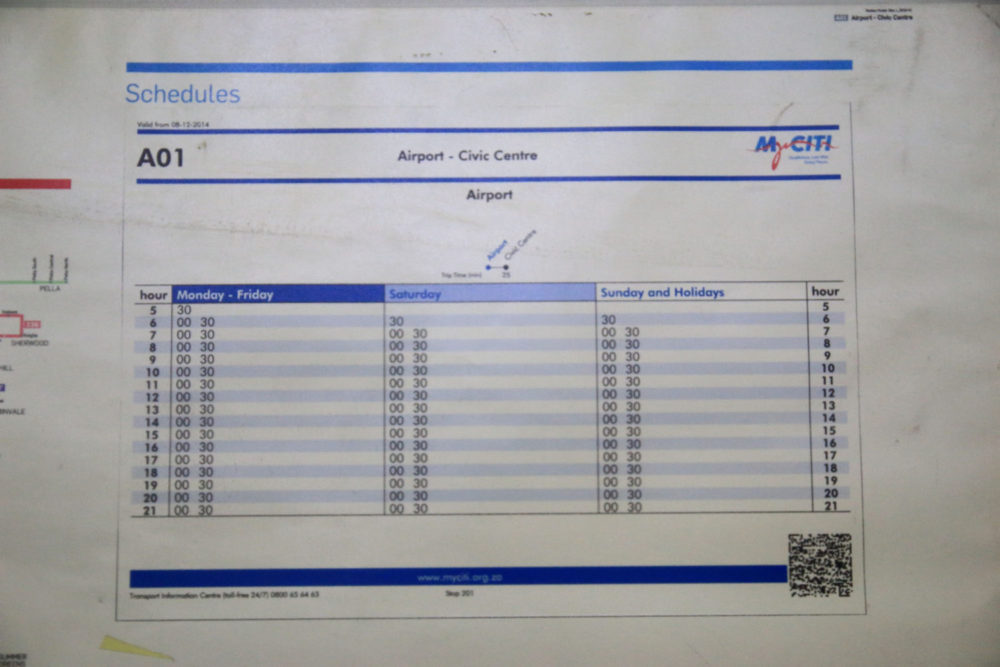 A01 Airport - Civic Centre
Schedules
Valid from 08-12-2014
A01
Airport - Civic Centre
MyCITI
Airport
Airport
Civic Centre
Trip Time (min) 25
hour Monday - Friday Saturday Sunday and Holidays hour
5 30 5
6 00 30 30 30 6
7 00 30 00 30 00 30 7
8 00 30 00 30 00 30 8
9 00 30 00 30 00 30 9
10 00 30 00 30 00 30 10
11 00 30 00 30 00 30 11
12 00 30 00 30 00 30 12
13 00 30 00 30 00 30 13
14 00 30 00 30 00 30 14
15 00 30 00 30 00 30 15
16 00 30 00 30 00 30 16
17 00 30 00 30 00 30 17
18 00 30 00 30 00 30 18
19 00 30 00 30 00 30 19
20 00 30 00 30 00 30 20
21 00 30 00 30 00 30 21
www.myciti.org.za
Transport Information Centre (toll-free 24/7) 0800 65 64 63
Stop 201
PELLA
SHERWOOD